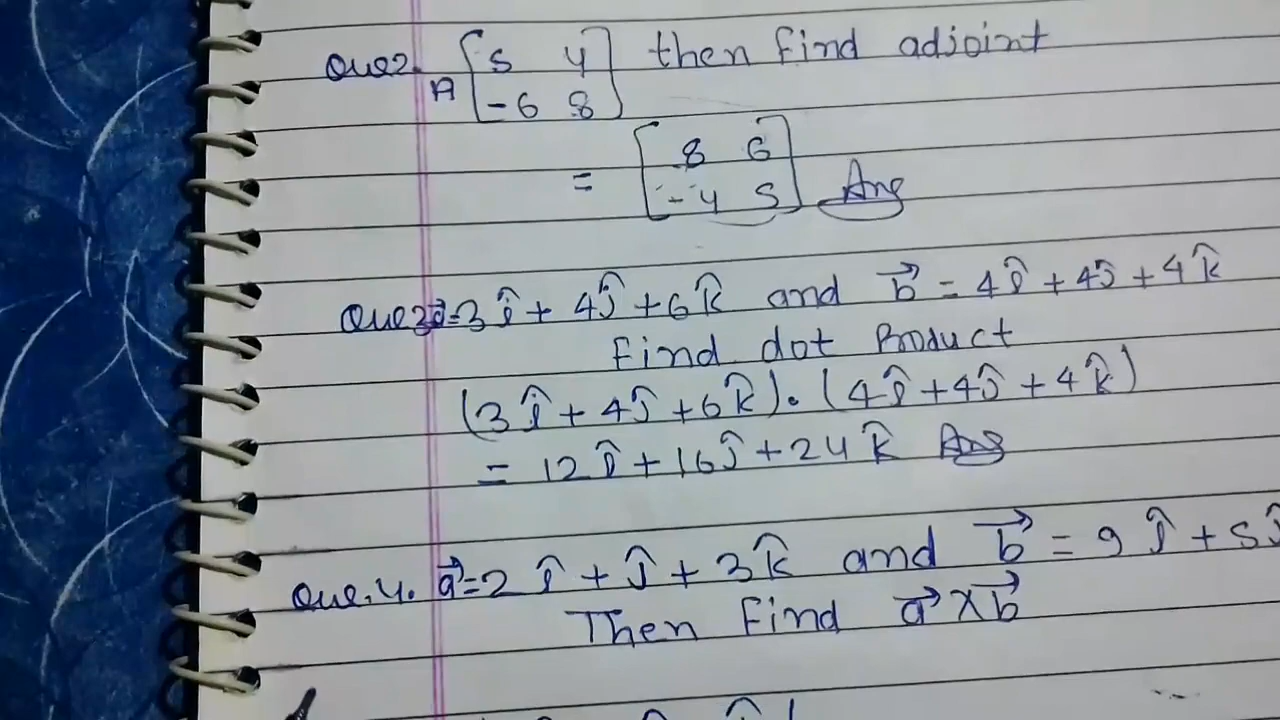 Que2. A [5 4
-6 8] then find adjoint
= [8 6
-4 5] Ans
Que3 a⃗=3î + 4ĵ + 6k̂ and b⃗ = 4î + 4ĵ + 4k̂
Find dot Product
(3î + 4ĵ + 6k̂) . (4î + 4ĵ + 4k̂)
= 12î + 16ĵ + 24k̂ Ans
Que.4. a⃗=2î + ĵ + 3k̂ and b⃗ = 9î + 5ĵ
Then Find a⃗ x b⃗